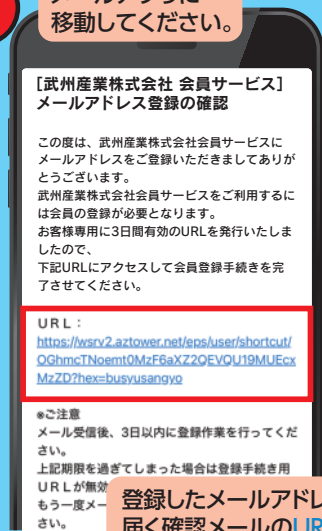 移動してください。
[武州産業株式会社 会員サービス]
メールアドレス登録の確認
この度は、武州産業株式会社会員サービスに
メールアドレスをご登録いただきましてありが
とうございます。
武州産業株式会社会員サービスをご利用するに
は会員の登録が必要となります。
お客様専用に3日間有効のURLを発行いたしま
したので、
下記URLにアクセスして会員登録手続きを完
了させてください。
URL:
https://wsrv2.aztower.net/eps/user/shortcut/
OGhmcTNoemt0MzF6aXZ2QEVQU19MUEcx
MzZD?hex=busyusangyo
※ご注意
メール受信後、3日以内に登録作業を行ってくだ
さい。
上記期限を過ぎてしまった場合は登録手続き用
URLが無効
もう一度メー
さい。
登録したメールアドレ
届く確認メールのUR